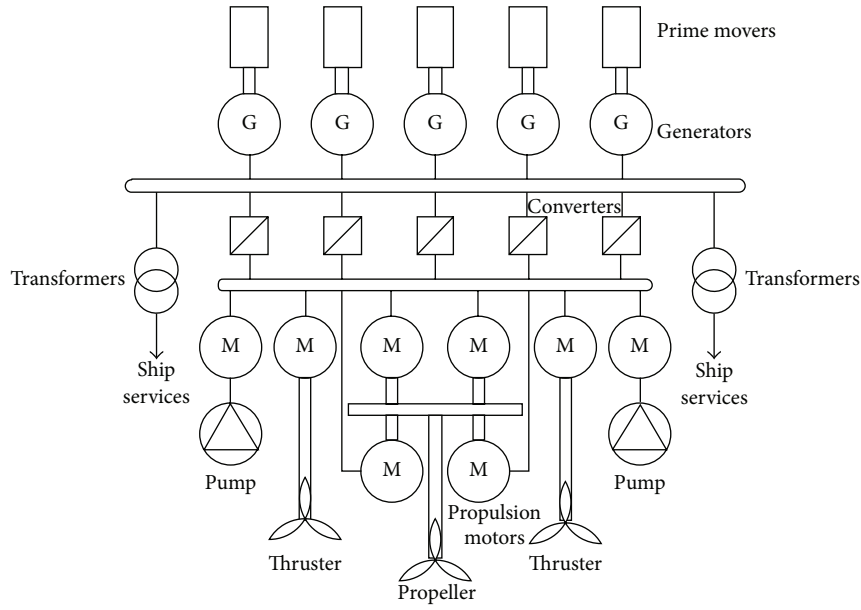 Prime movers
G G G G G
Generators
Converters
Transformers
Transformers
M M M M M M
Ship
services
Ship
services
M M
Pump
Pump
Propulsion
motors
Thruster
Thruster
Propeller